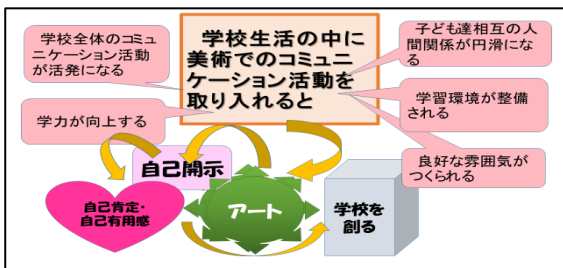 学校全体のコミュ
ニケーション活動
が活発になる
学力が向上する
学校生活の中に
美術でのコミュニ
ケーション活動を
取り入れると
子ども達相互の人
間関係が円滑にな
る
学習環境が整備
される
良好な雰囲気が
つくられる
自己開示
自己肯定・
自己有用感
アート
学校を
創る